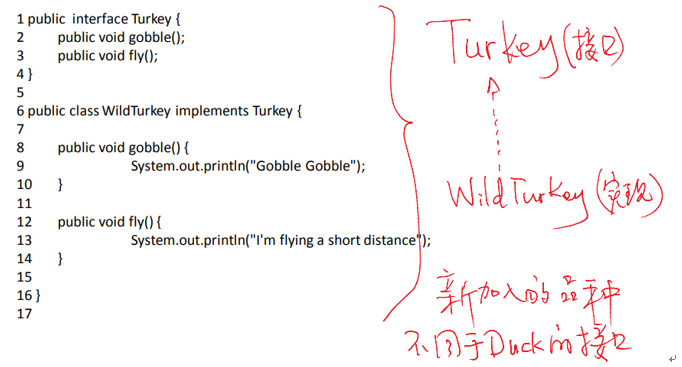 1 public  interface Turkey {
2 public void gobble();
3 public void fly();
4 }
5
6 public class WildTurkey implements Turkey {
7
8 public void gobble() {
9 System.out.println("Gobble Gobble");
10 }
11
12 public void fly() {
13 System.out.println("I'm flying a short distance");
14 }
15
16 }
17
Turkey(接口)
WildTurkey(实现)
新加入的品种
不同于Duck的接口